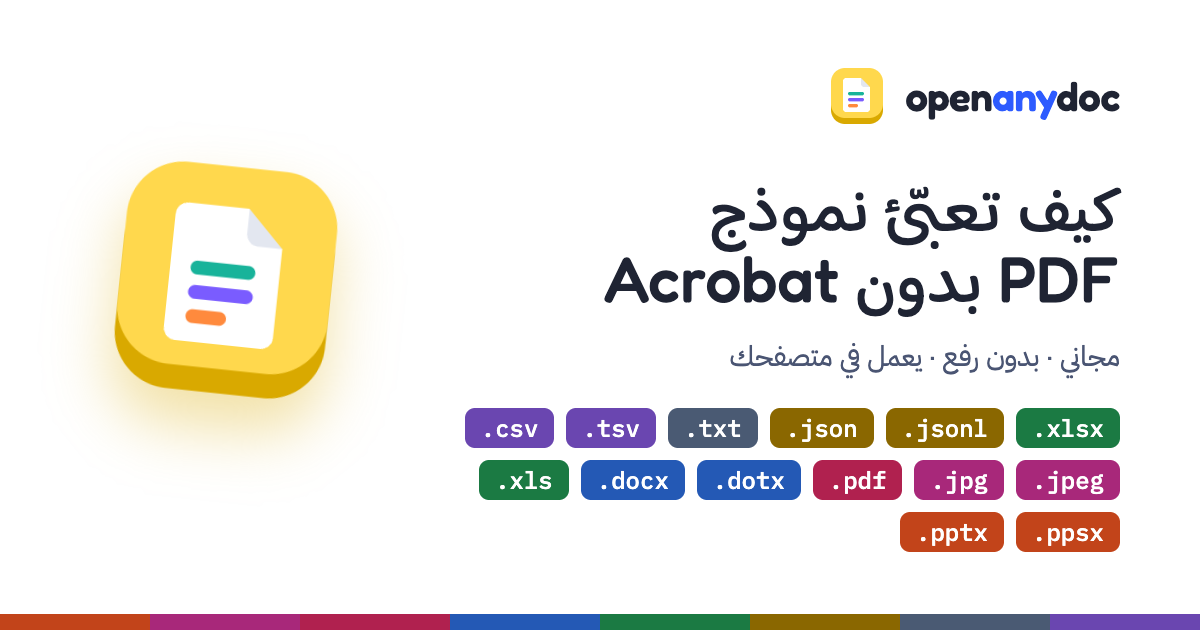 openanydoc
كيف تعبّئ نموذج
PDF بدون Acrobat
مجاني · بدون رفع · يعمل في متصفحك
.xlsx .jsonl .json .txt .tsv .csv
.jpeg .jpg .pdf .dotx .docx .xls
.ppsx .pptx